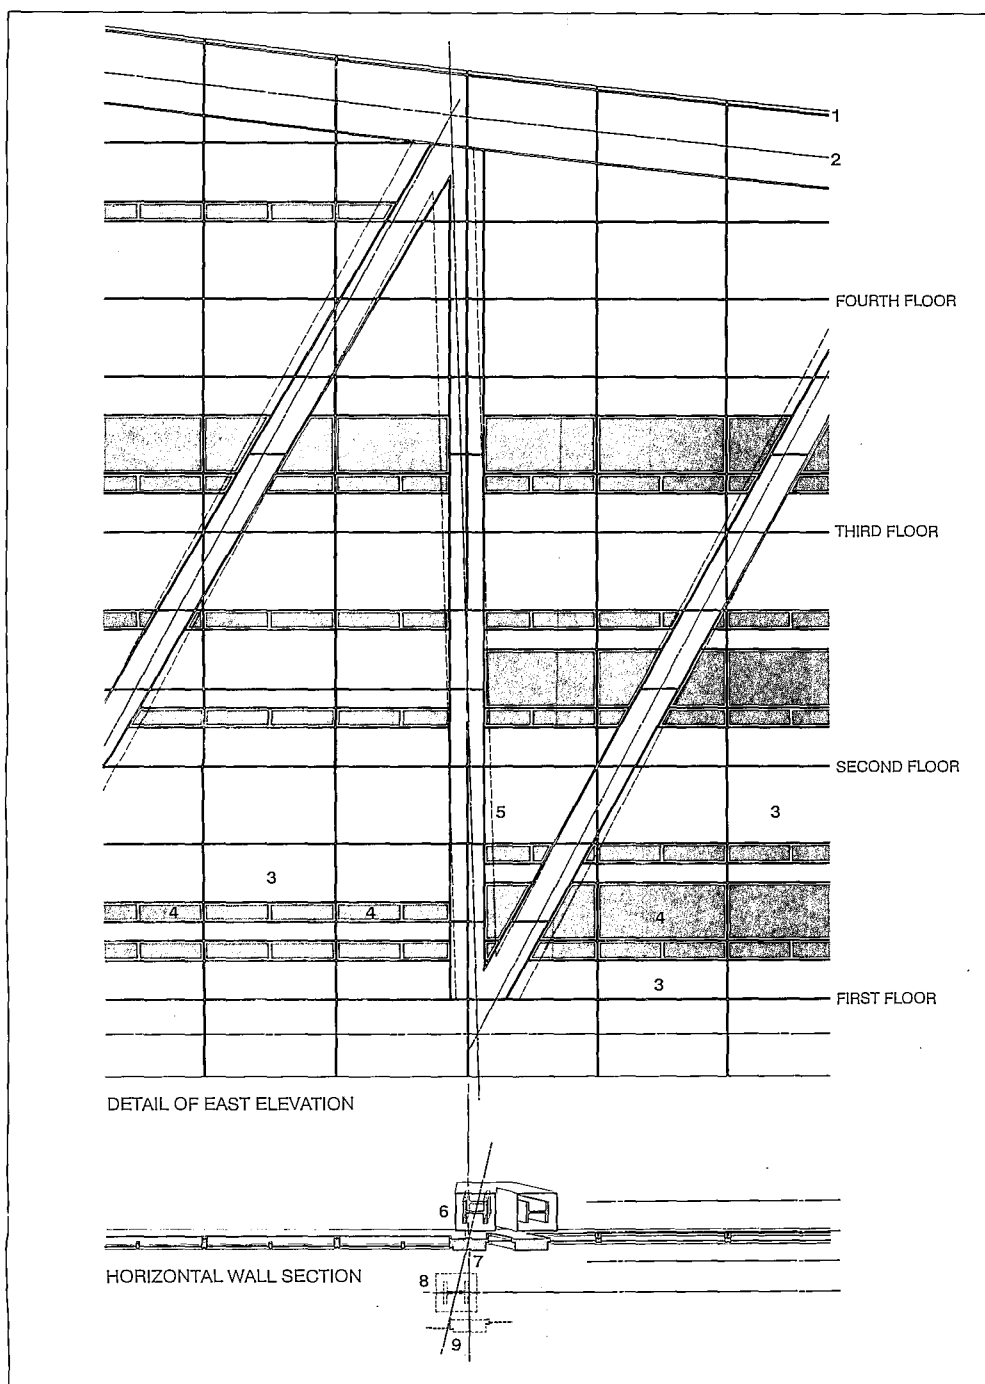 1
2
FOURTH FLOOR
THIRD FLOOR
SECOND FLOOR
5
3
3
4
4
4
3
FIRST FLOOR
DETAIL OF EAST ELEVATION
6
7
HORIZONTAL WALL SECTION
8
9